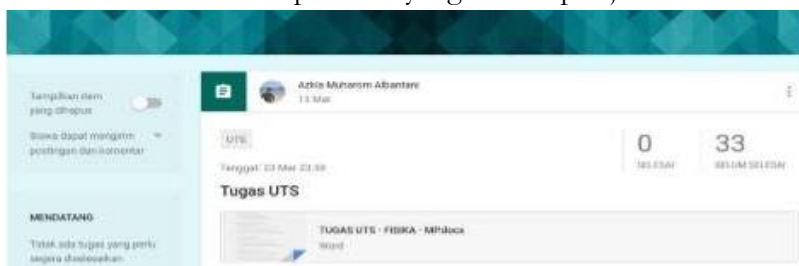 Tampilkan item
yang dihapus
Siswa dapat mengirim
postingan dan komentar
MENDATANG
Tidak ada tugas yang perlu
segera diselesaikan
Azkia Muharom Albantani
13 Mar
UTS
Tenggat: 23 Mar 23.59
0
SELESAI
33
BELUM SELESAI
Tugas UTS
TUGAS UTS - FISIKA - MP.docx
Word